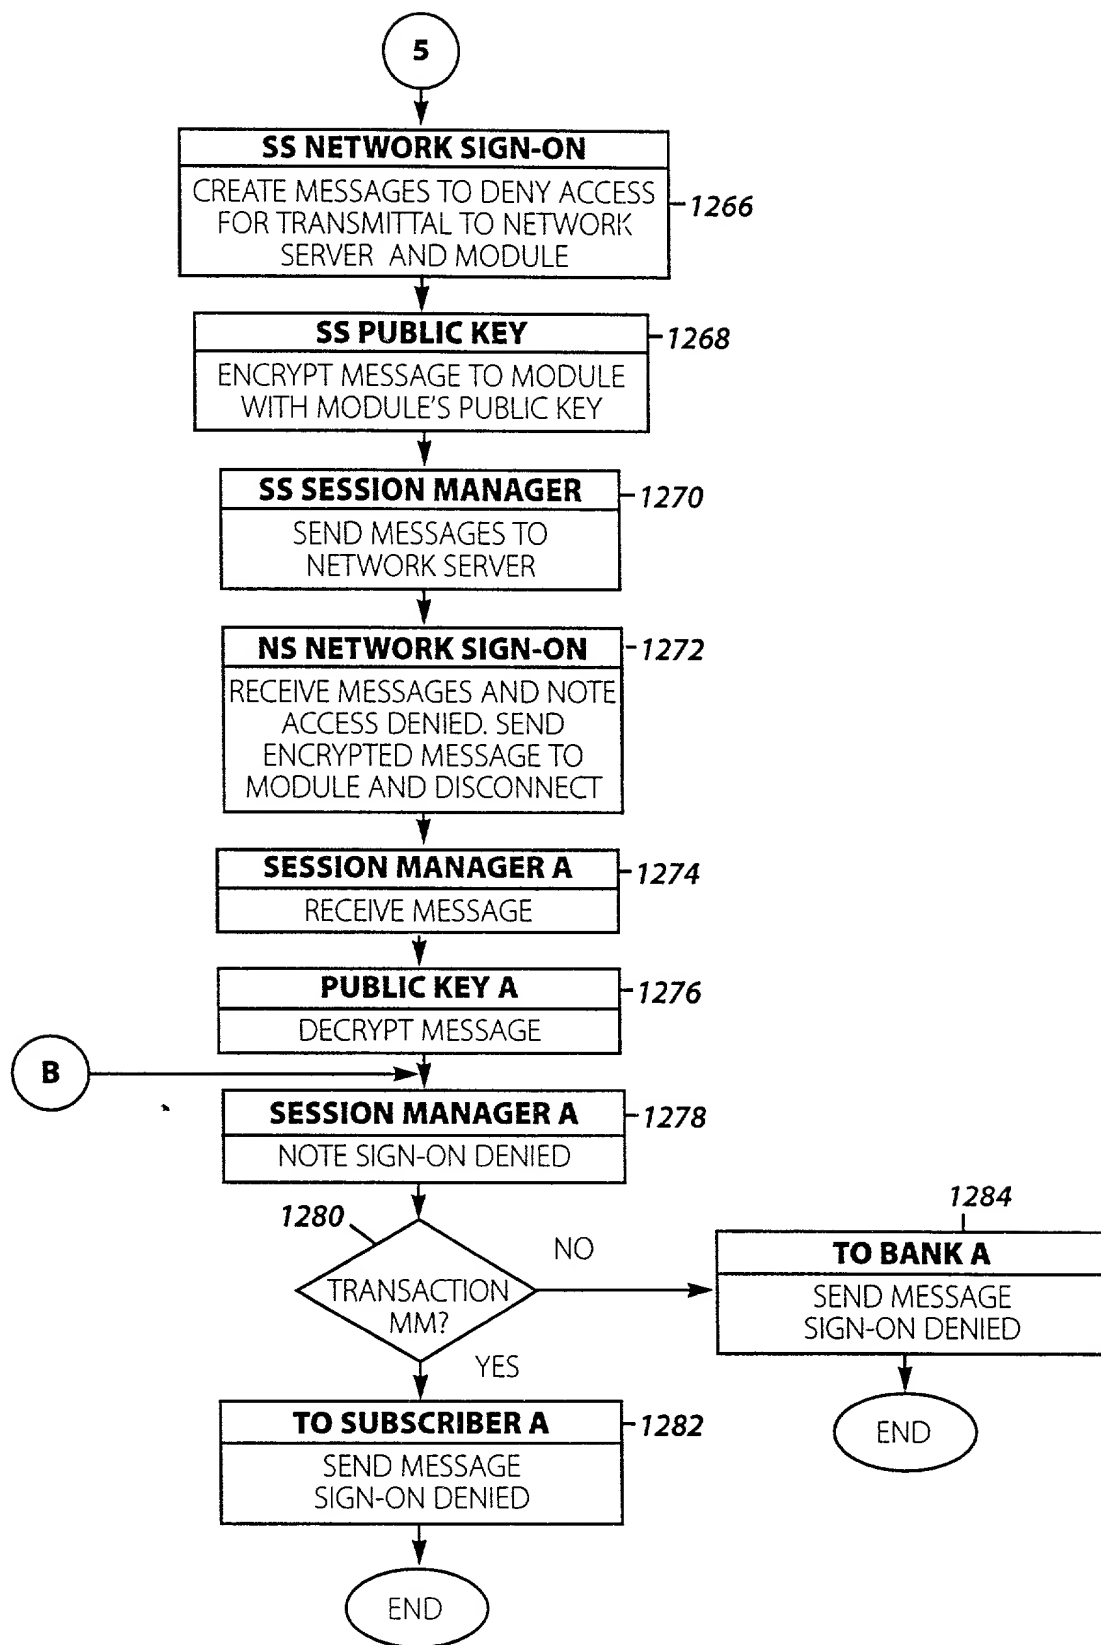 5
SS NETWORK SIGN-ON
CREATE MESSAGES TO DENY ACCESS
FOR TRANSMITTAL TO NETWORK
SERVER AND MODULE
1266
SS PUBLIC KEY
1268
ENCRYPT MESSAGE TO MODULE
WITH MODULE'S PUBLIC KEY
SS SESSION MANAGER
1270
SEND MESSAGES TO
NETWORK SERVER
NS NETWORK SIGN-ON
1272
RECEIVE MESSAGES AND NOTE
ACCESS DENIED. SEND
ENCRYPTED MESSAGE TO
MODULE AND DISCONNECT
SESSION MANAGER A
1274
RECEIVE MESSAGE
PUBLIC KEY A
1276
DECRYPT MESSAGE
B
SESSION MANAGER A
1278
NOTE SIGN-ON DENIED
1280
TRANSACTION
MM?
NO
1284
TO BANK A
SEND MESSAGE
SIGN-ON DENIED
END
YES
TO SUBSCRIBER A
1282
SEND MESSAGE
SIGN-ON DENIED
END